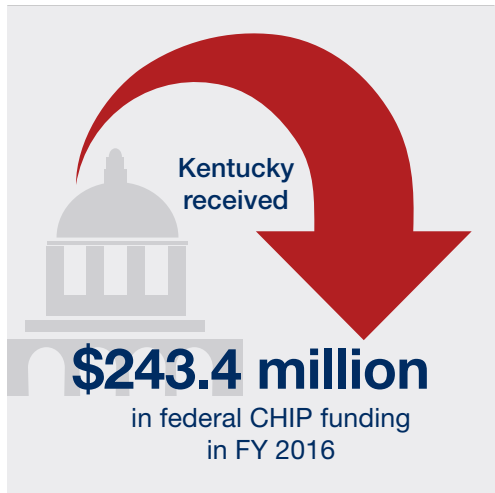 Kentucky
received
$243.4 million
in federal CHIP funding
in FY 2016